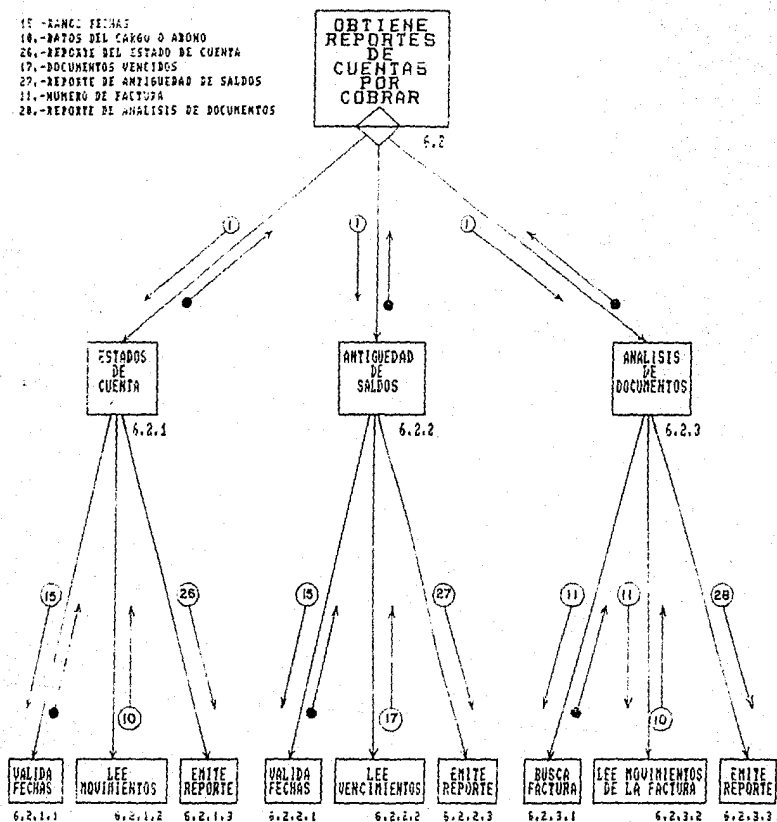 15 -RANGO FECHAS
10.-DATOS DEL CARGO O ABONO
26.-REPORTE DEL ESTADO DE CUENTA
17.-DOCUMENTOS VENCIDOS
27.-REPORTE DE ANTIGUEDAD DE SALDOS
11.-NUMERO DE FACTURA
28.-REPORTE DE ANALISIS DE DOCUMENTOS
OBTIENE
REPORTES
DE
CUENTAS
POR
COBRAR
6.2
1
1
1
ESTADOS
DE
CUENTA
6.2.1
ANTIGUEDAD
DE
SALDOS
6.2.2
ANALISIS
DE
DOCUMENTOS
6.2.3
15
26
15
27
11
11
28
10
17
10
VALIDA
FECHAS
6.2.1.1
LEE
MOVIMIENTOS
6.2.1.2
EMITE
REPORTE
6.2.1.3
VALIDA
FECHAS
6.2.2.1
LEE
VENCIMIENTOS
6.2.2.2
EMITE
REPORTE
6.2.2.3
BUSCA
FACTURA
6.2.3.1
LEE MOVIMIENTOS
DE LA FACTURA
6.2.3.2
EMITE
REPORTE
6.2.3.3